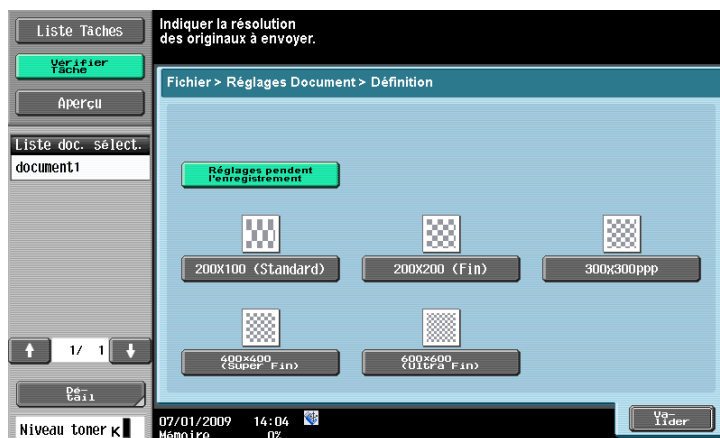 Liste Tâches
Indiquer la résolution
des originaux à envoyer.
Vérifier
Tâche
Aperçu
Fichier > Réglages Document > Définition
Liste doc. sélect.
document1
Réglages pendent
l'enregistrement
200X100 (Standard)
200X200 (Fin)
300x300ppp
400x400
(Super Fin)
600x600
(Ultra Fin)
1/ 1
Dé-
tail
Niveau toner K
07/01/2009 14:04
Mémoire 0%
Va-
lider